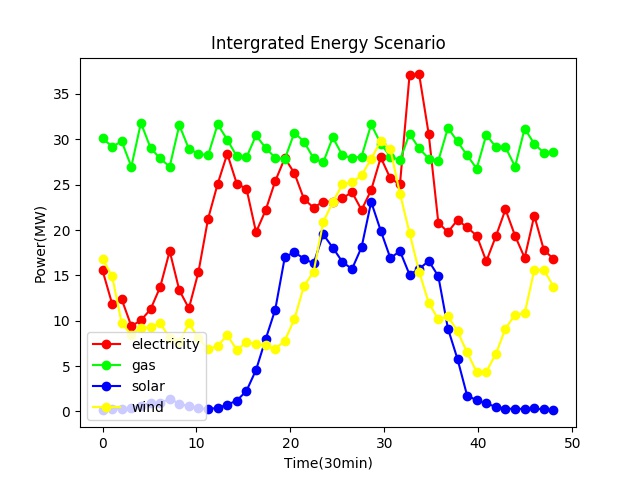 Intergrated Energy Scenario
Power(MW)
35
30
25
20
15
10
5
0
electricity
gas
solar
wind
0 10 20 30 40 50
Time(30min)